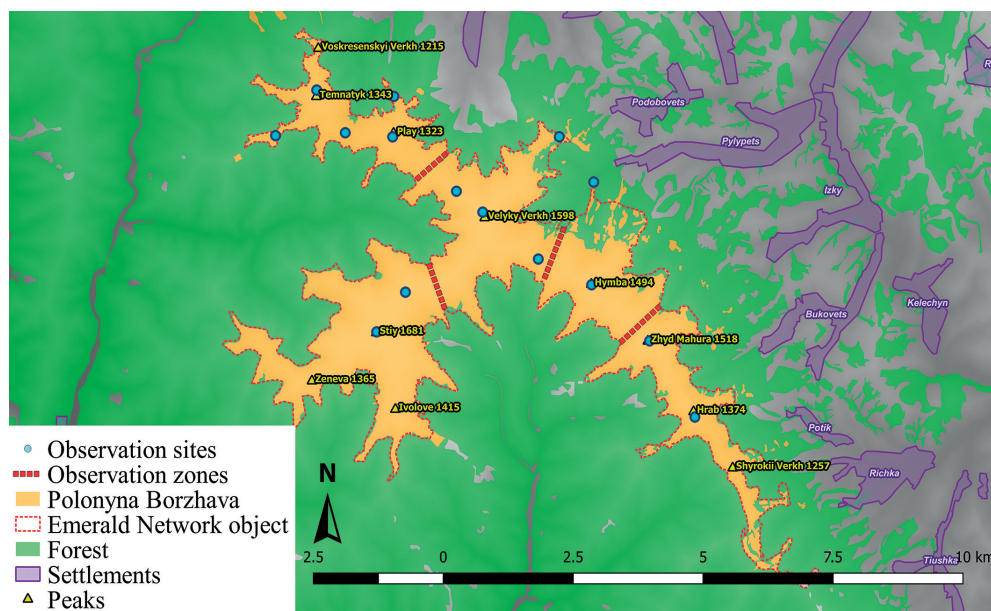 Voskresenskyi Verkh 1215
Temnatyk 1343
Play 1323
Podobovets
Pylypets
Izky
Velyky Verkh 1598
Hymba 1494
Kelechyn
Bukovets
Stiy 1681
Zhyd Mahura 1518
Zeneva 1365
Ivolove 1415
Hrab 1374
Potik
Shyrokii Verkh 1257
Richka
Tiushka
R
Observation sites
Observation zones
Polonyna Borzhava
Emerald Network object
Forest
Settlements
Peaks
N
2.5 0 2.5 5 7.5 10 km